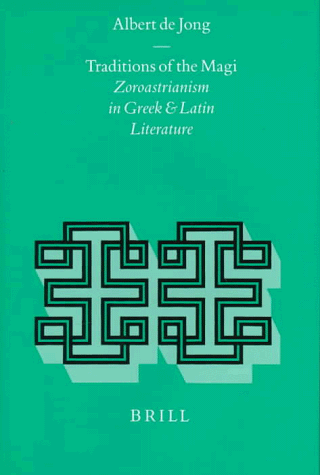 Albert de Jong
Traditions of the Magi
Zoroastrianism
in Greek & Latin
Literature
BRILL